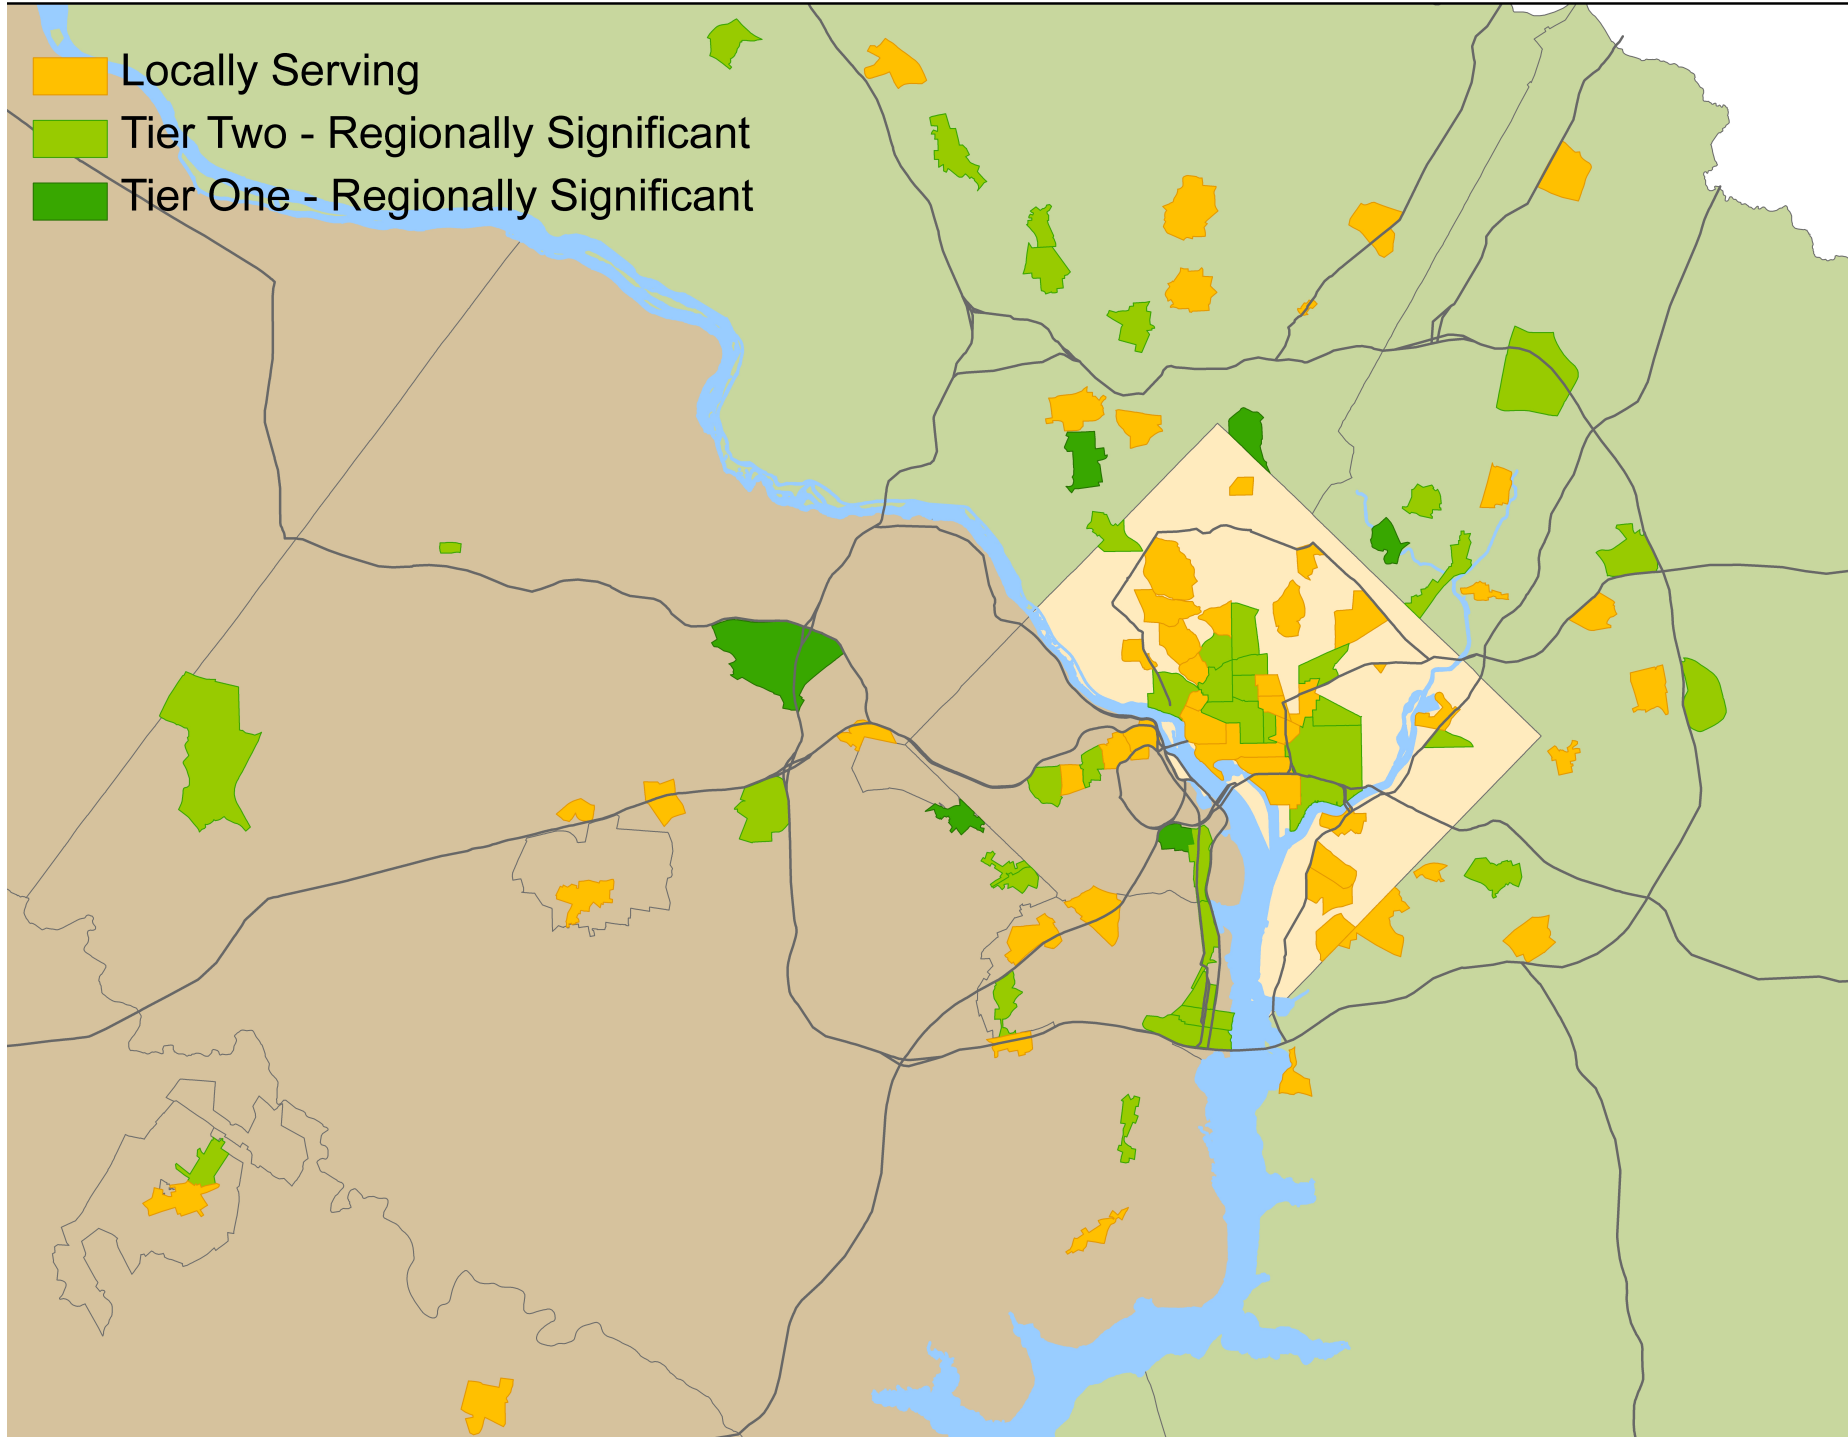 Locally Serving
Tier Two - Regionally Significant
Tier One - Regionally Significant